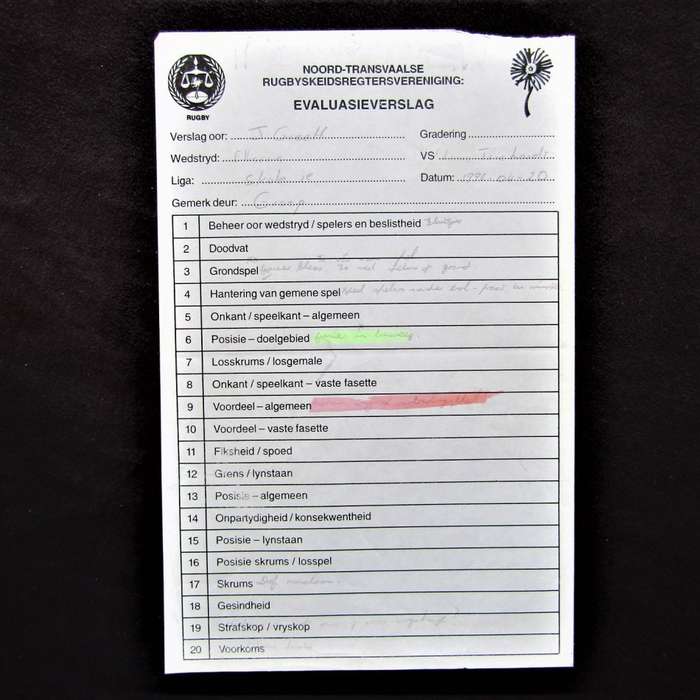 NOORD-TRANSVAALSE
RUGBYSKEIDSREGTERSVERENIGING:
EVALUASIEVERSLAG
RUGBY
Verslag oor: J
Gradering
Wedstryd:
VS
Liga:
Datum: 1991-04-20
Gemerk deur:
1 Beheer oor wedstryd / spelers en beslistheid
2 Doodvat
3 Grondspel
4 Hantering van gemene spel
5 Onkant / speelkant – algemeen
6 Posisie – doelgebied
7 Losskrums / losgemale
8 Onkant / speelkant – vaste fasette
9 Voordeel – algemeen
10 Voordeel – vaste fasette
11 Fiksheid / spoed
12 Grens / lynstaan
13 Posisie – algemeen
14 Onpartydigheid / konsekwentheid
15 Posisie – lynstaan
16 Posisie skrums / losspel
17 Skrums
18 Gesindheid
19 Strafskop / vryskop
20 Voorkoms